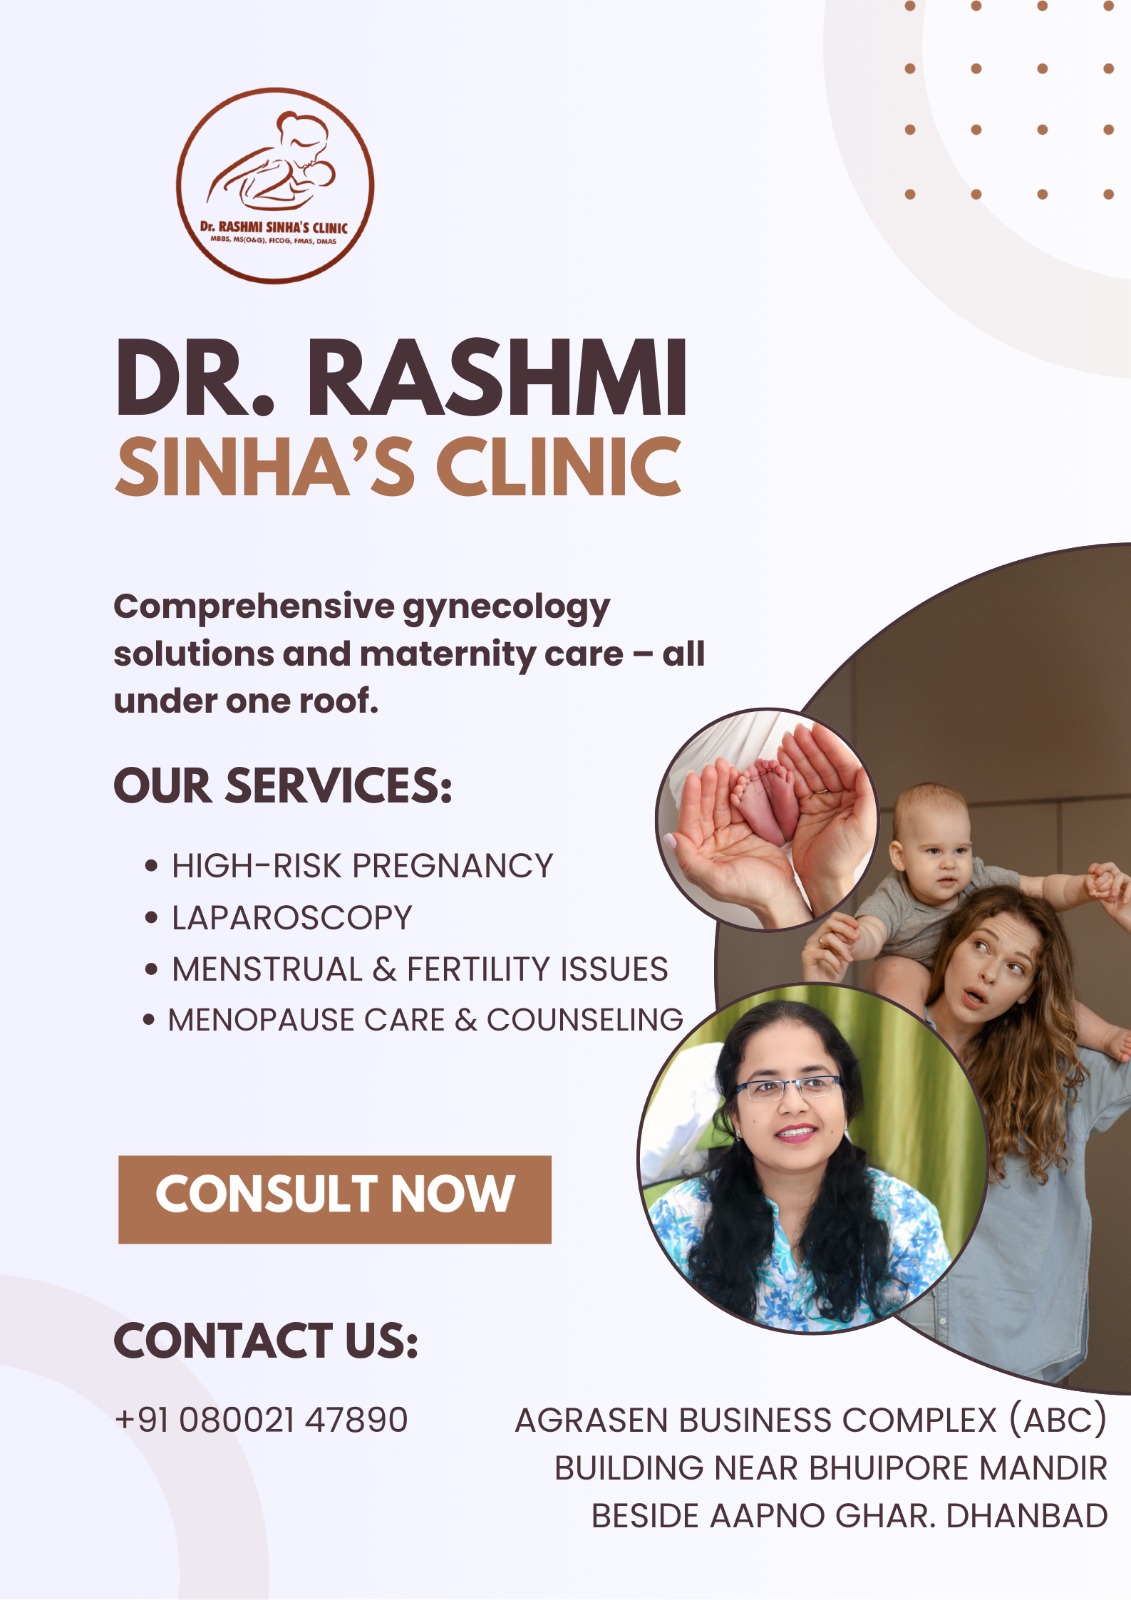 Dr. RASHMI SINHA'S CLINIC
MBBS, MS(O&G), FICOG, FMAS, DMAS
DR. RASHMI
SINHA’S CLINIC
Comprehensive gynecology
solutions and maternity care – all
under one roof.
OUR SERVICES:
• HIGH-RISK PREGNANCY
• LAPAROSCOPY
• MENSTRUAL & FERTILITY ISSUES
• MENOPAUSE CARE & COUNSELING
CONSULT NOW
CONTACT US:
+91 080021 47890
AGRASEN BUSINESS COMPLEX (ABC)
BUILDING NEAR BHUIPORE MANDIR
BESIDE AAPNO GHAR. DHANBAD